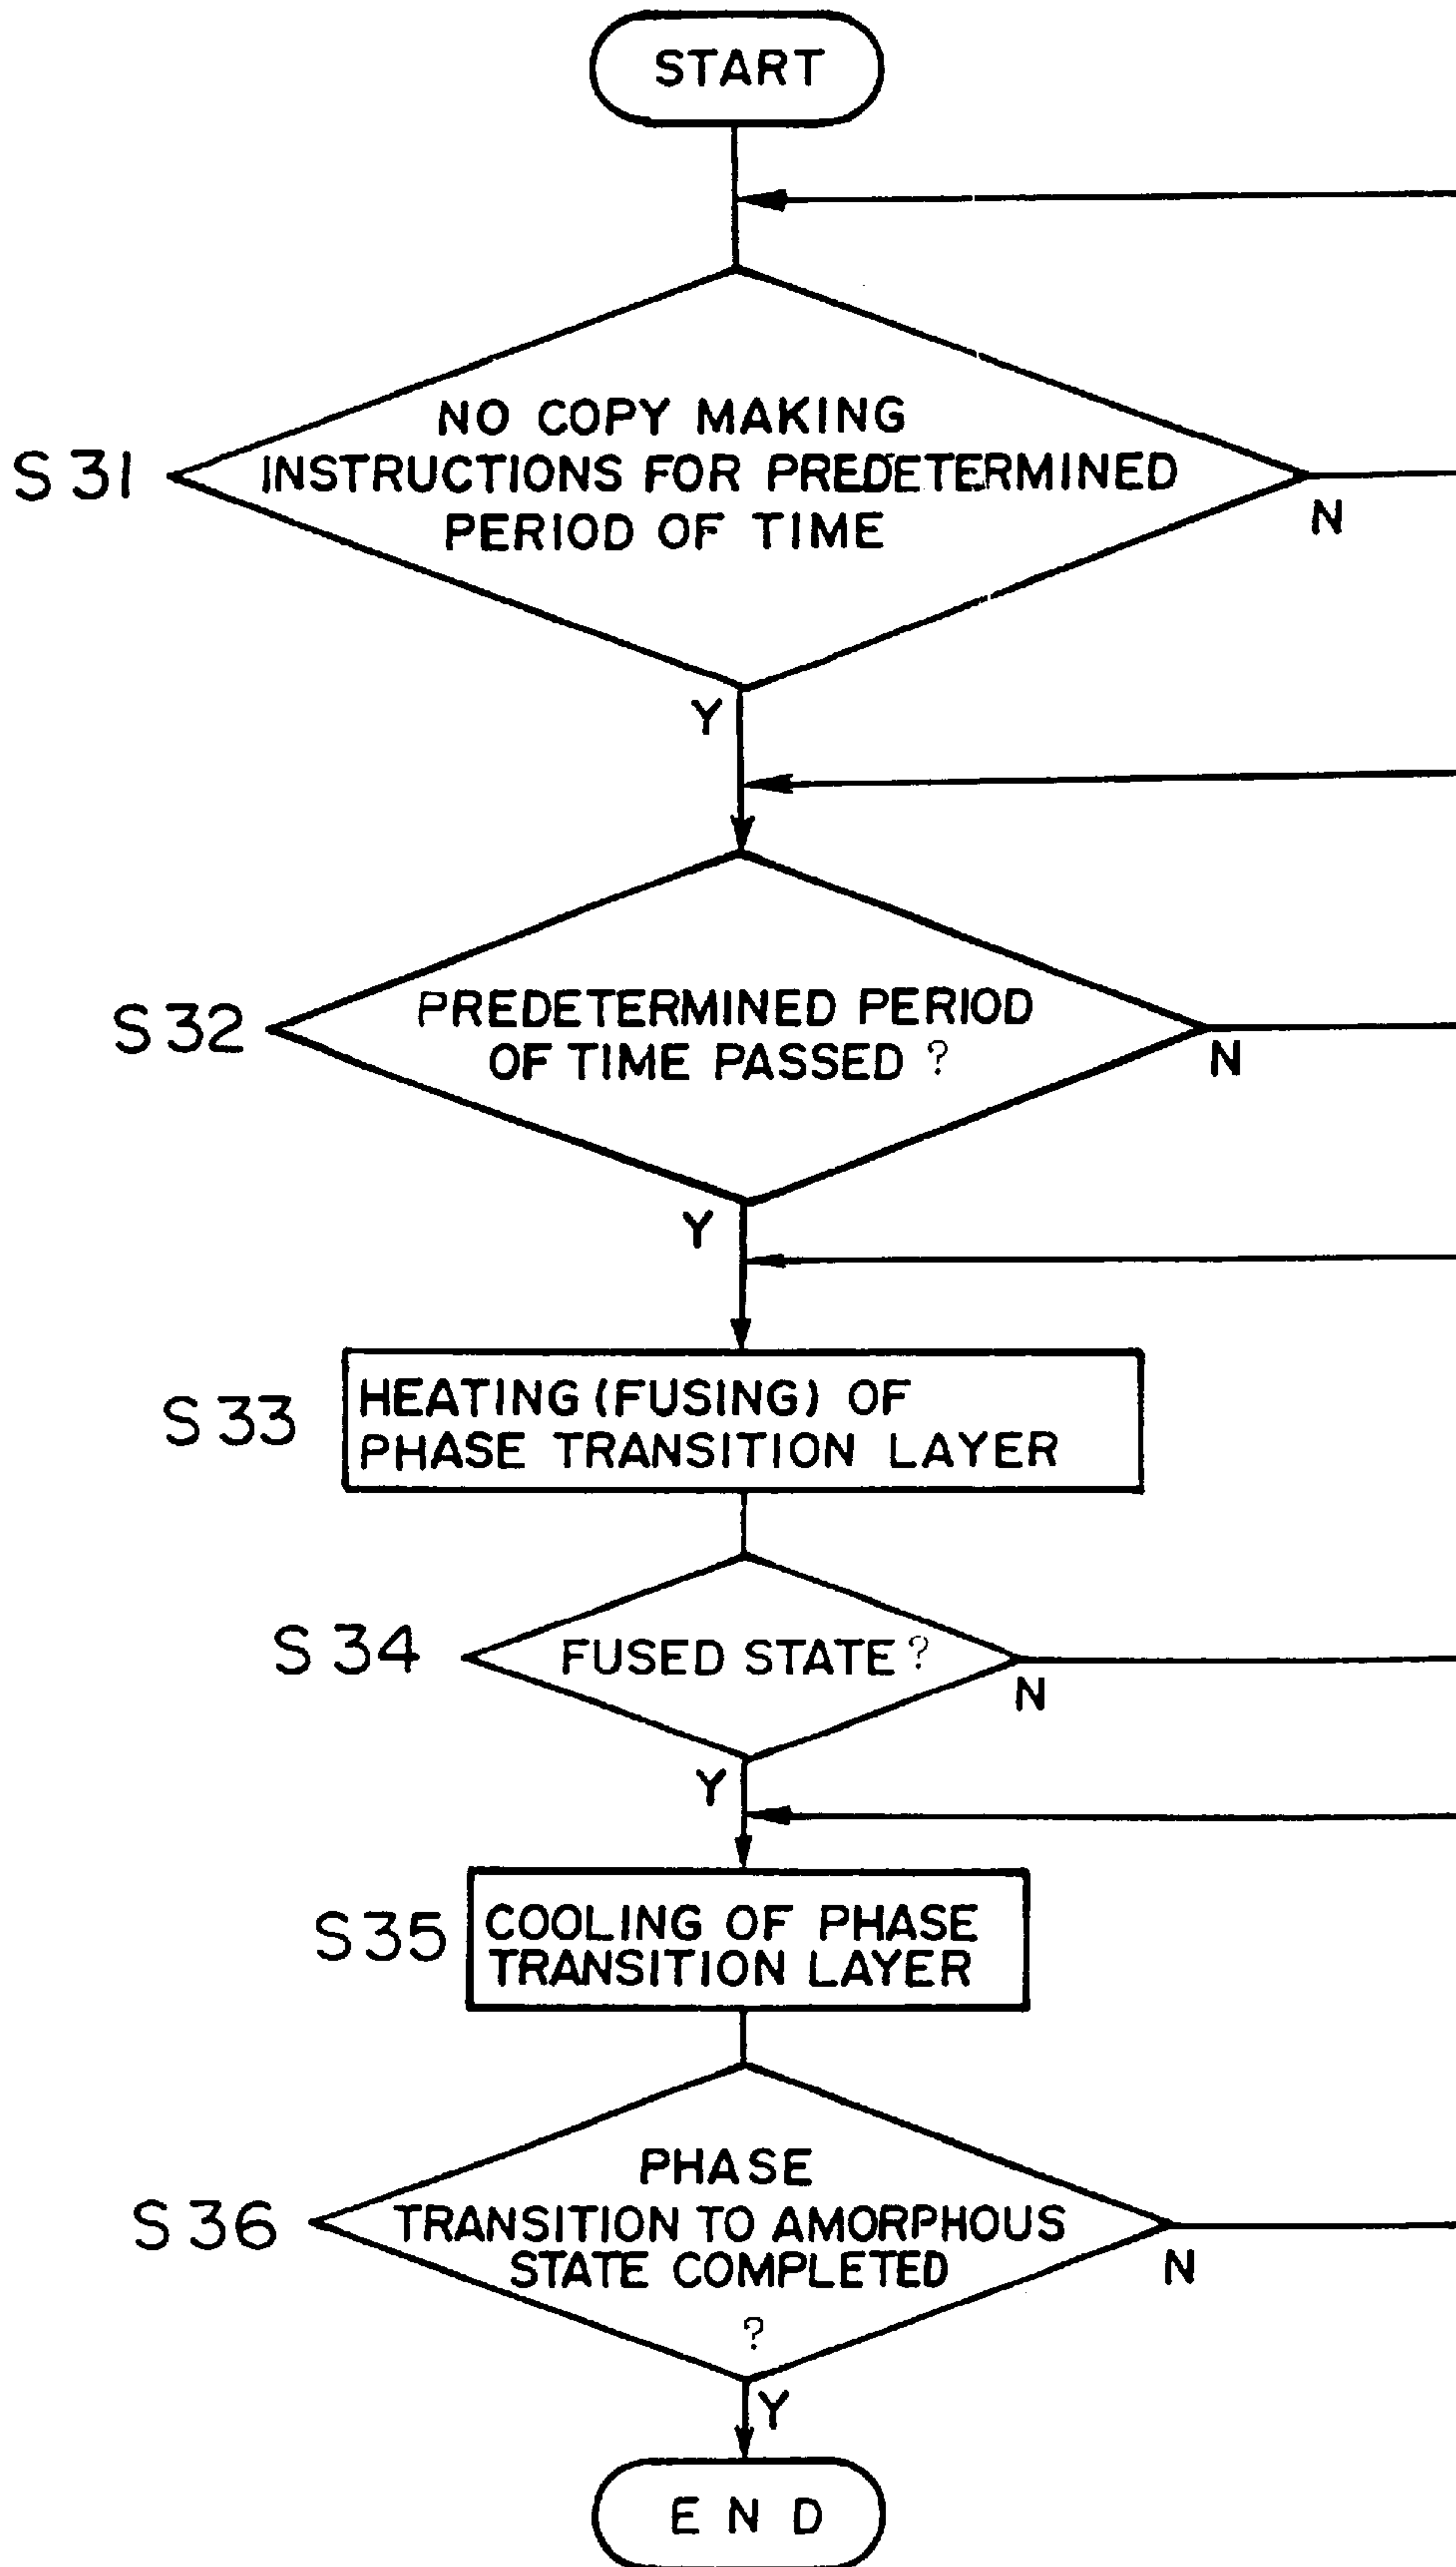 START
NO COPY MAKING
S31
INSTRUCTIONS FOR PREDETERMINED
N
PERIOD OF TIME
Y
PREDETERMINED PERIOD
S32
OF TIME PASSED ?
N
Y
HEATING (FUSING) OF
S33
PHASE TRANSITION LAYER
S34
FUSED STATE ?
N
Y
COOLING OF PHASE
S35
TRANSITION LAYER
PHASE
S36
TRANSITION TO AMORPHOUS
STATE COMPLETED
N
?
Y
END